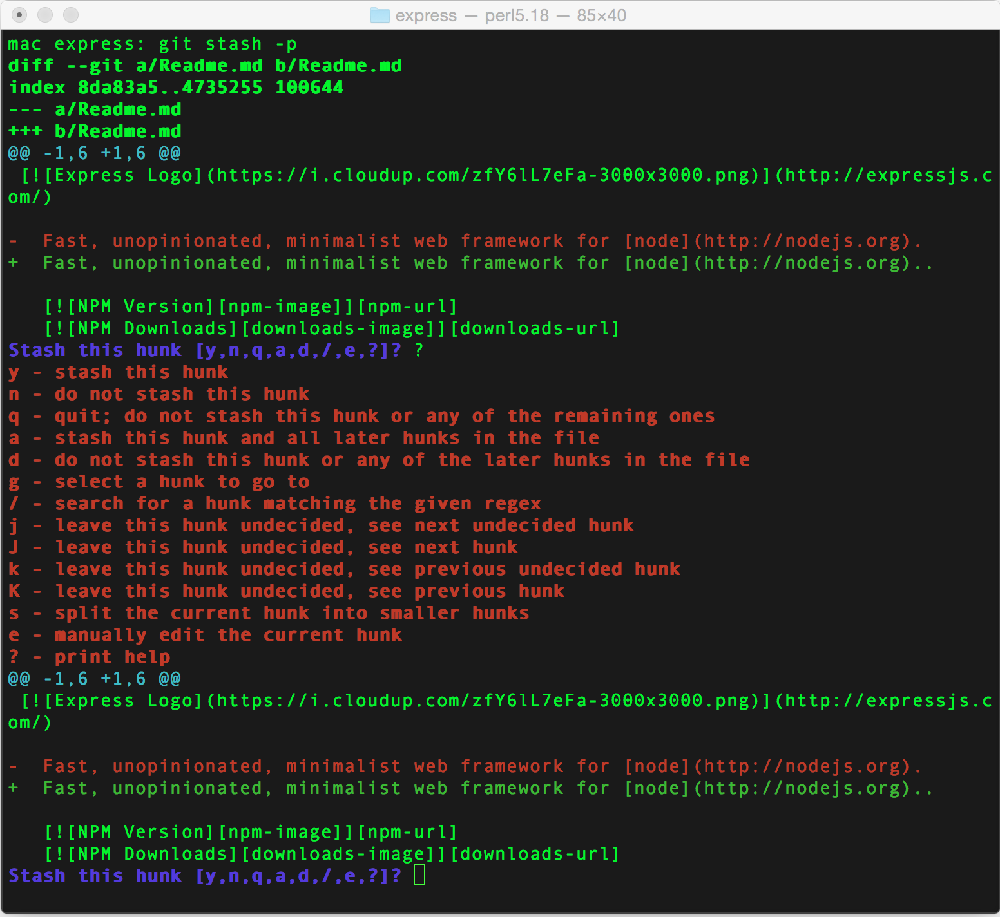 express — perl5.18 — 85×40
mac express: git stash -p
diff --git a/Readme.md b/Readme.md
index 8da83a5..4735255 100644
--- a/Readme.md
+++ b/Readme.md
@@ -1,6 +1,6 @@
 [![Express Logo](https://i.cloudup.com/zfY6lL7eFa-3000x3000.png)](http://expressjs.c
om/)

-  Fast, unopinionated, minimalist web framework for [node](http://nodejs.org).
+  Fast, unopinionated, minimalist web framework for [node](http://nodejs.org)..

   [![NPM Version][npm-image]][npm-url]
   [![NPM Downloads][downloads-image]][downloads-url]
Stash this hunk [y,n,q,a,d,/,e,?]? ?
y - stash this hunk
n - do not stash this hunk
q - quit; do not stash this hunk or any of the remaining ones
a - stash this hunk and all later hunks in the file
d - do not stash this hunk or any of the later hunks in the file
g - select a hunk to go to
/ - search for a hunk matching the given regex
j - leave this hunk undecided, see next undecided hunk
J - leave this hunk undecided, see next hunk
k - leave this hunk undecided, see previous undecided hunk
K - leave this hunk undecided, see previous hunk
s - split the current hunk into smaller hunks
e - manually edit the current hunk
? - print help
@@ -1,6 +1,6 @@
 [![Express Logo](https://i.cloudup.com/zfY6lL7eFa-3000x3000.png)](http://expressjs.c
om/)

-  Fast, unopinionated, minimalist web framework for [node](http://nodejs.org).
+  Fast, unopinionated, minimalist web framework for [node](http://nodejs.org)..

   [![NPM Version][npm-image]][npm-url]
   [![NPM Downloads][downloads-image]][downloads-url]
Stash this hunk [y,n,q,a,d,/,e,?]?